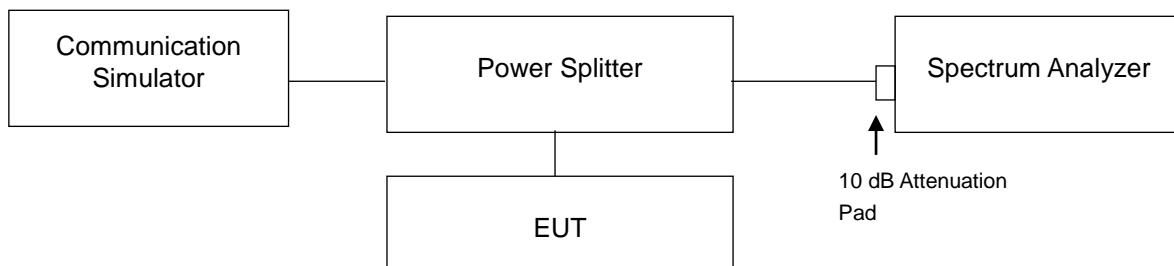 Communication
Simulator
Power Splitter
Spectrum Analyzer
10 dB Attenuation
Pad
EUT